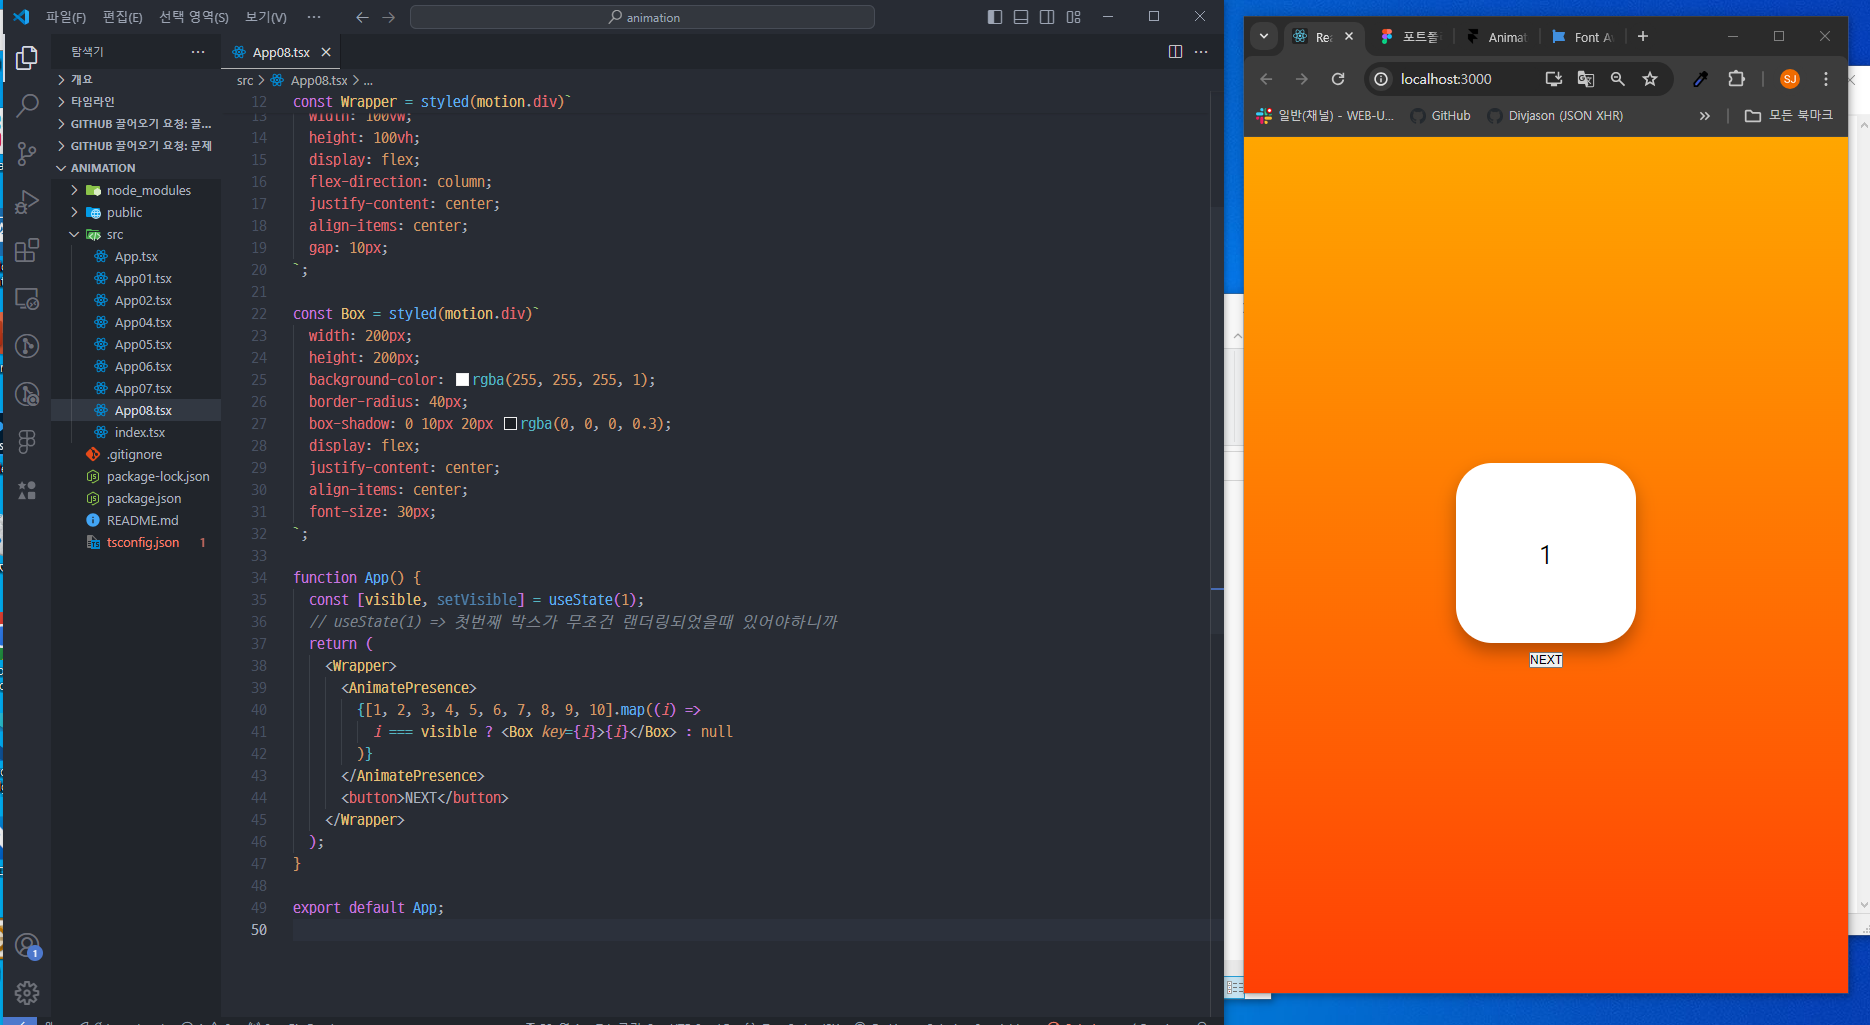 파일(F) 편집(E) 선택 영역(S) 보기(V) ···
animation
탐색기 ···
개요
타임라인
GITHUB 끌어오기 요청: 끌...
GITHUB 끌어오기 요청: 문제
ANIMATION
node_modules
public
src
App.tsx
App01.tsx
App02.tsx
App04.tsx
App05.tsx
App06.tsx
App07.tsx
App08.tsx
index.tsx
.gitignore
package-lock.json
package.json
README.md
tsconfig.json 1
1
App08.tsx
src > App08.tsx > ...
12 const Wrapper = styled(motion.div)`
13 width: 100vw;
14 height: 100vh;
15 display: flex;
16 flex-direction: column;
17 justify-content: center;
18 align-items: center;
19 gap: 10px;
20 `;
21
22 const Box = styled(motion.div)`
23 width: 200px;
24 height: 200px;
25 background-color: rgba(255, 255, 255, 1);
26 border-radius: 40px;
27 box-shadow: 0 10px 20px rgba(0, 0, 0, 0.3);
28 display: flex;
29 justify-content: center;
30 align-items: center;
31 font-size: 30px;
32 `;
33
34 function App() {
35 const [visible, setVisible] = useState(1);
36 // useState(1) => 첫번째 박스가 무조건 랜더링되었을때 있어야하니까
37 return (
38 <Wrapper>
39 <AnimatePresence>
40 {[1, 2, 3, 4, 5, 6, 7, 8, 9, 10].map((i) =>
41 i === visible ? <Box key={i}>{i}</Box> : null
42 )}
43 </AnimatePresence>
44 <button>NEXT</button>
45 </Wrapper>
46 );
47 }
48
49 export default App;
50
Rea 포트폴 Animat Font Av
localhost:3000
SJ
일반(채널) - WEB-U... GitHub Divjason (JSON XHR) » 모든 북마크
1
NEXT